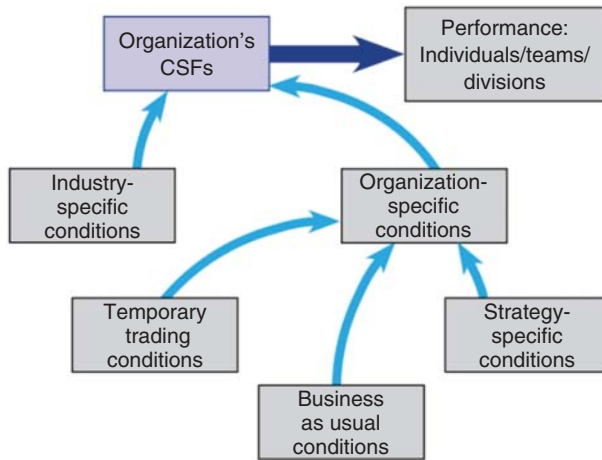 Organization's
CSFs
Performance:
Individuals/teams/
divisions
Industry-
specific
conditions
Organization-
specific
conditions
Temporary
trading
conditions
Strategy-
specific
conditions
Business
as usual
conditions